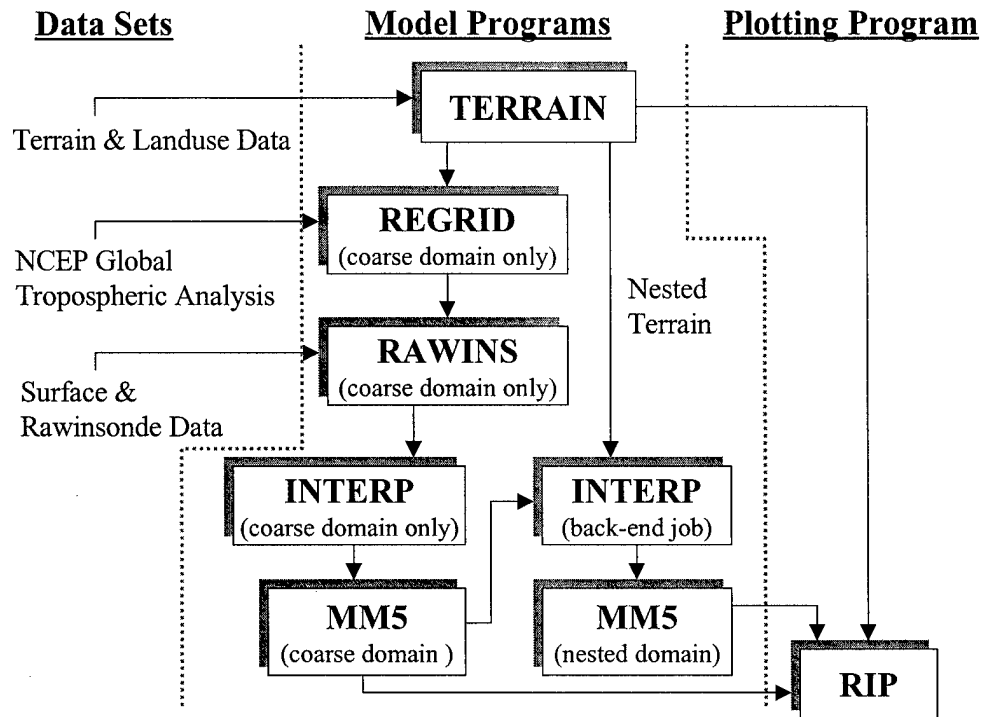 Data Sets
Model Programs
Plotting Program
TERRAIN
Terrain & Landuse Data
REGRID
(coarse domain only)
NCEP Global
Tropospheric Analysis
Nested
Terrain
RAWINS
(coarse domain only)
Surface &
Rawinsonde Data
INTERP
(coarse domain only)
INTERP
(back-end job)
MM5
(coarse domain )
MM5
(nested domain)
RIP